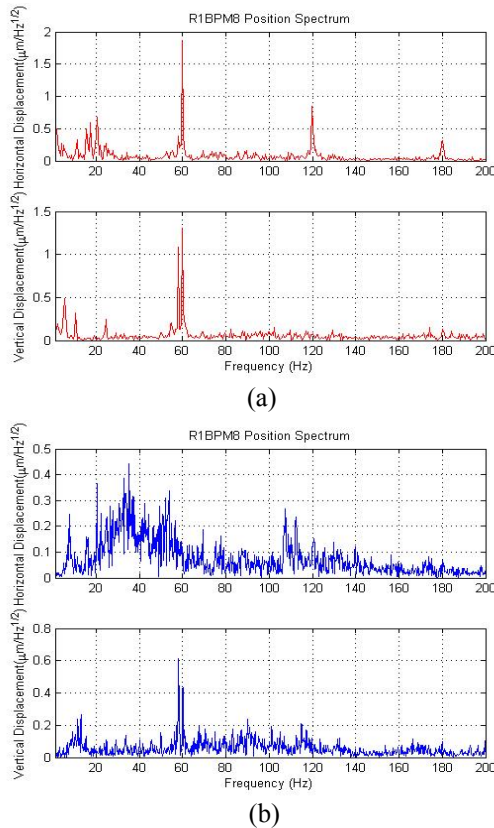 R1BPM8 Position Spectrum
Horizontal Displacement(μm/Hz^1/2)
2
1.5
1
0.5
0
20 40 60 80 100 120 140 160 180 200
Vertical Displacement(μm/Hz^1/2)
1.5
1
0.5
0
20 40 60 80 100 120 140 160 180 200
Frequency (Hz)
(a)
R1BPM8 Position Spectrum
Horizontal Displacement(μm/Hz^1/2)
0.5
0.4
0.3
0.2
0.1
0
20 40 60 80 100 120 140 160 180 200
Vertical Displacement(μm/Hz^1/2)
0.8
0.6
0.4
0.2
0
20 40 60 80 100 120 140 160 180 200
Frequency (Hz)
(b)